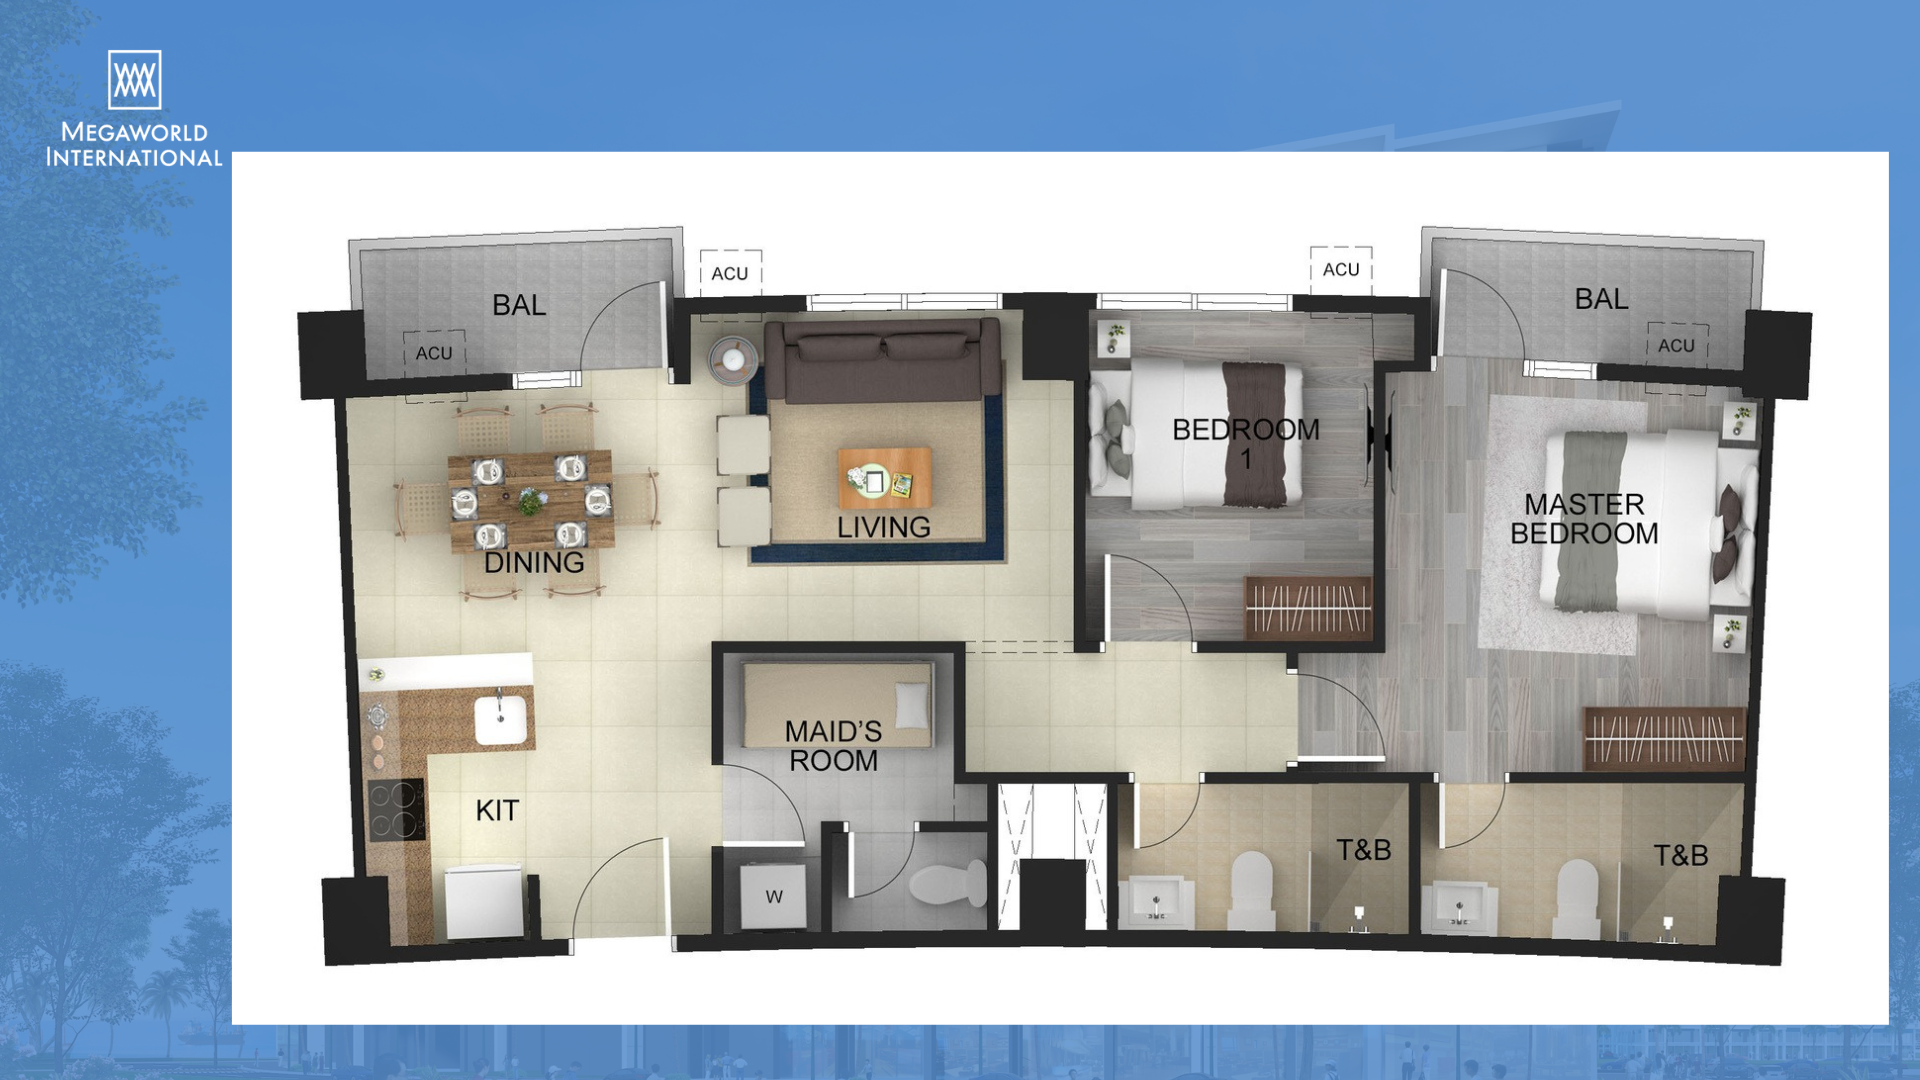 MEGAWORLD
INTERNATIONAL
BAL
ACU
ACU
ACU
BAL
ACU
BEDROOM
1
MASTER
BEDROOM
LIVING
DINING
MAID'S
ROOM
KIT
W
T&B
T&B